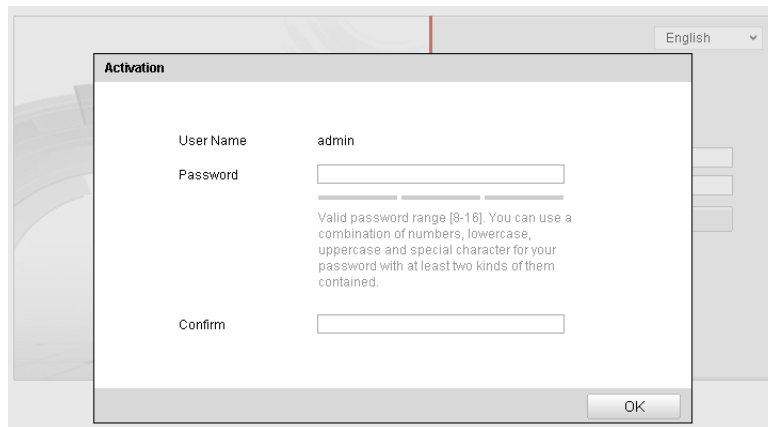 English
Activation
User Name admin
Password
Valid password range [8-16]. You can use a
combination of numbers, lowercase,
uppercase and special character for your
password with at least two kinds of them
contained.
Confirm
OK